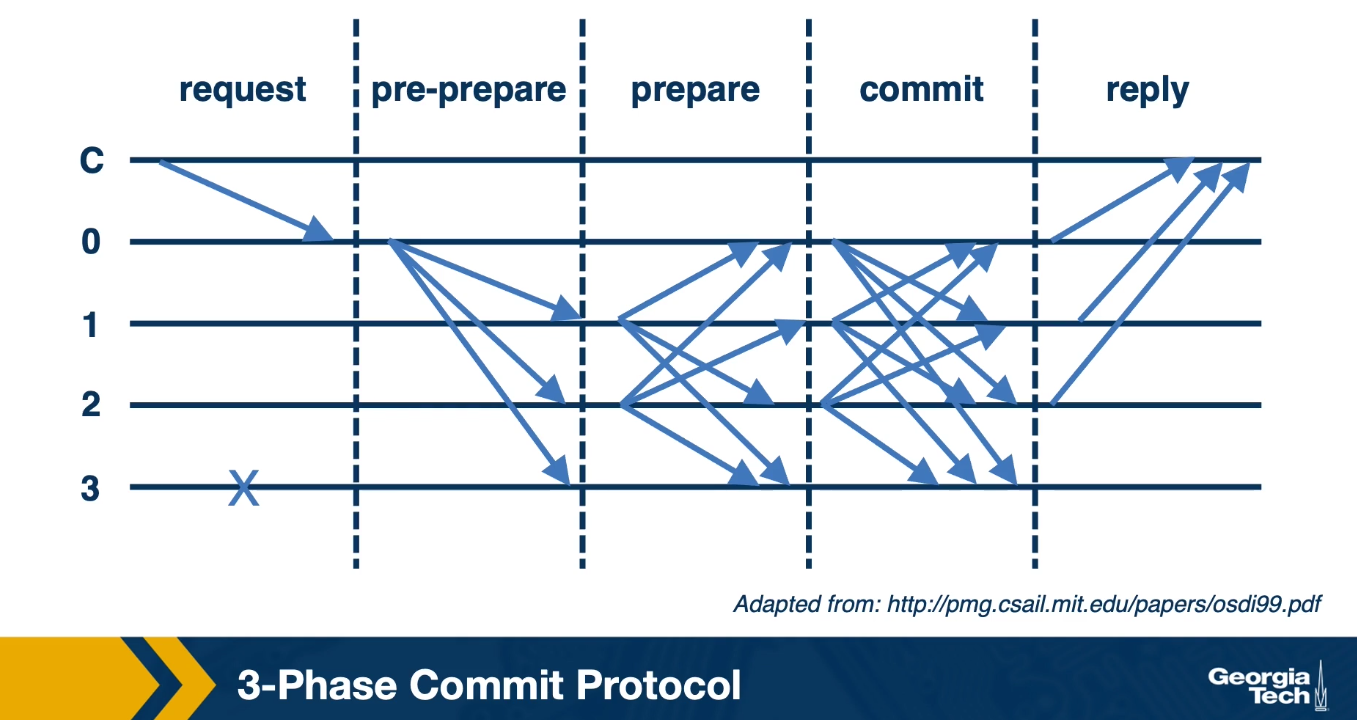 request pre-prepare prepare commit reply
C
0
1
2
3
X
Adapted from: http://pmg.csail.mit.edu/papers/osdi99.pdf
3-Phase Commit Protocol
Georgia
Tech